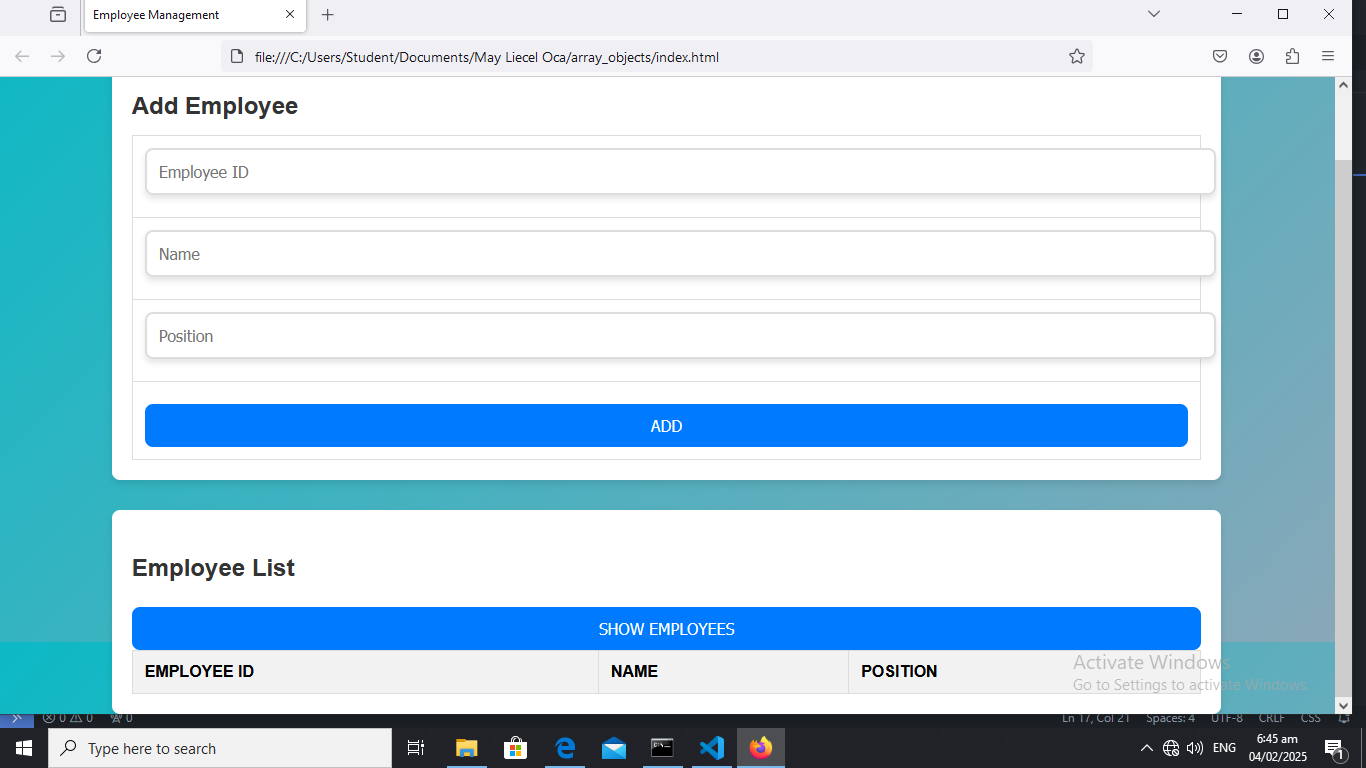 Employee Management
file:///C:/Users/Student/Documents/May Liecel Oca/array_objects/index.html
Add Employee
Employee ID
Name
Position
ADD
Employee List
SHOW EMPLOYEES
EMPLOYEE ID NAME POSITION
Activate Windows
Go to Settings to activate Windows.
0 0 0 Ln 17, Col 21 Spaces: 4 UTF-8 CRLF CSS
Type here to search
ENG
6:45 am
04/02/2025
1